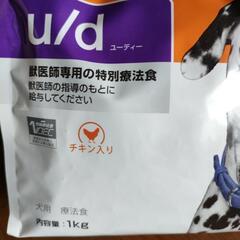 u/d
ユーディー
獣医師専用の特別療法食
獣医師の指導のもとに
給与してください
チキン入り
犬用 療法食
内容量:1kg